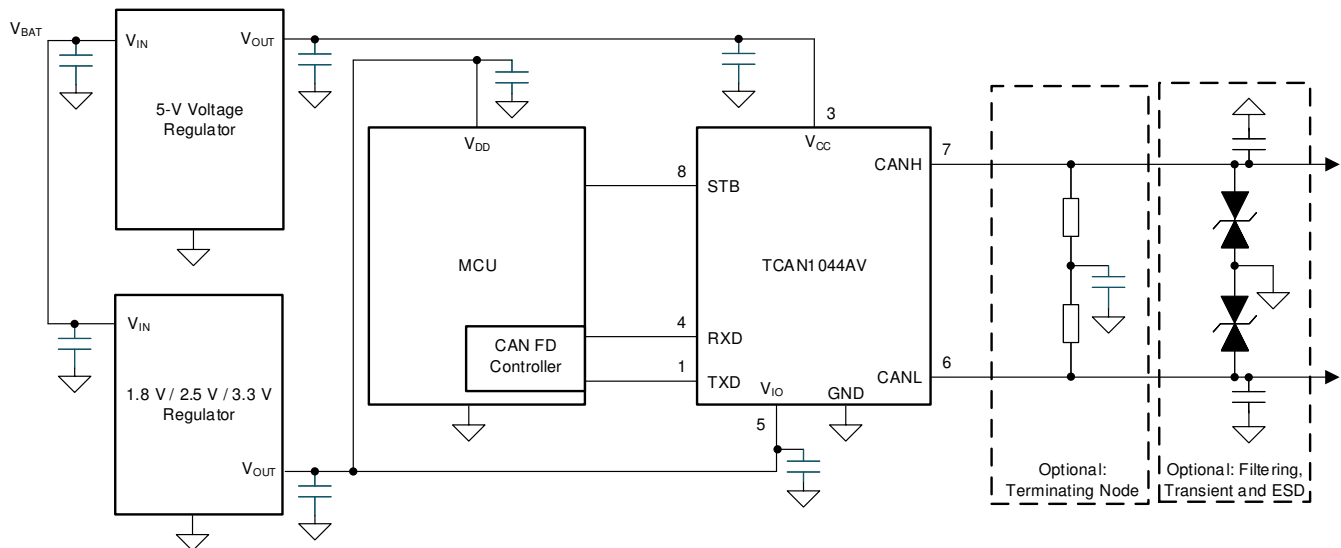 VBAT
VIN
VOUT
5-V Voltage
Regulator
VIN
1.8 V / 2.5 V / 3.3 V
Regulator
VOUT
VDD
MCU
CAN FD
Controller
8
4
1
3
VCC
STB
TCAN1044AV
RXD
TXD
VIO
GND
5
CANH
7
CANL
6
Optional:
Terminating Node
Optional: Filtering,
Transient and ESD